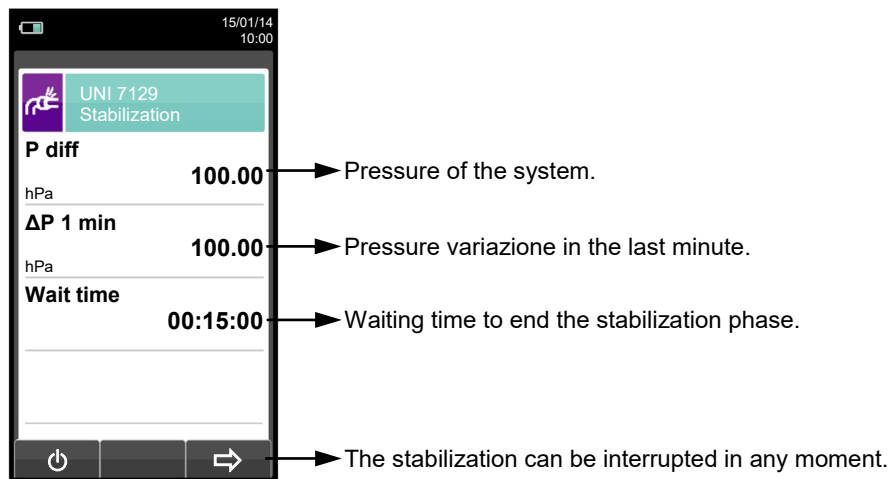 15/01/14
10:00
UNI 7129
Stabilization
P diff
100.00
hPa
Pressure of the system.
ΔP 1 min
100.00
hPa
Pressure variazione in the last minute.
Wait time
00:15:00
Waiting time to end the stabilization phase.
The stabilization can be interrupted in any moment.